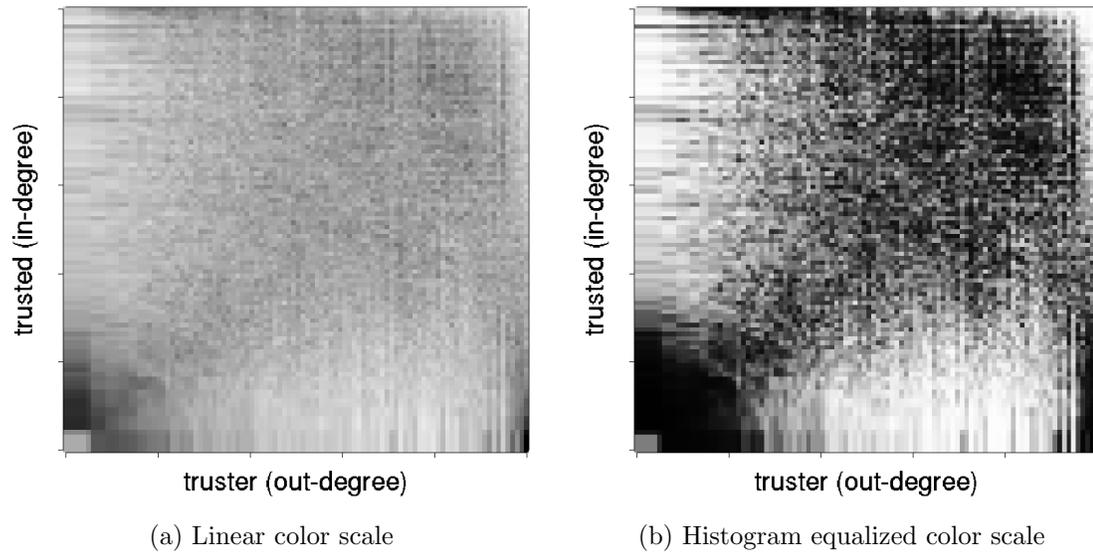 trusted (in-degree)
truster (out-degree)
(a) Linear color scale
trusted (in-degree)
truster (out-degree)
(b) Histogram equalized color scale